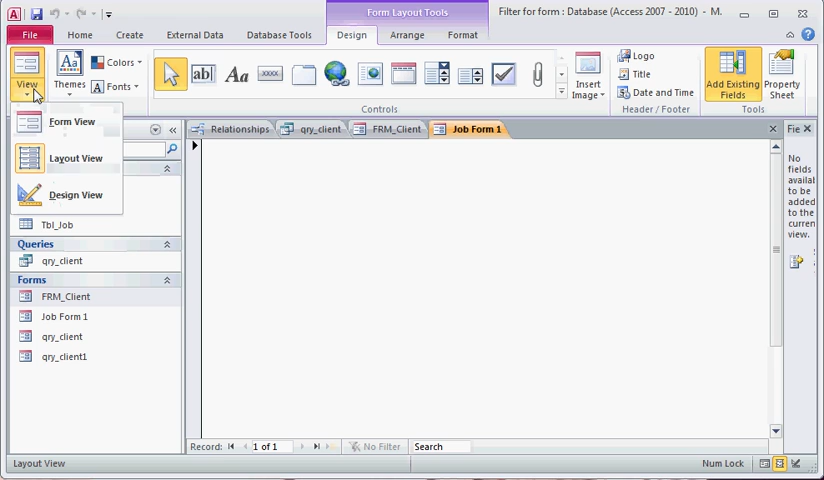 Form Layout Tools
Filter for form : Database (Access 2007 - 2010) - M.
File Home Create External Data Database Tools Design Arrange Format
View
Themes
Colors
Fonts
ab|
Aa
XXXX
Controls
Insert Image
Logo
Title
Date and Time
Header / Footer
Add Existing Fields
Property Sheet
Tools
Form View
Layout View
Design View
Tbl_Job
Queries
qry_client
Forms
FRM_Client
Job Form 1
qry_client
qry_client1
Relationships qry_client FRM_Client Job Form 1
Fie
No
fields
availa
to be
added
to the
curren
view.
Record: 1 of 1 No Filter Search
Layout View
Num Lock